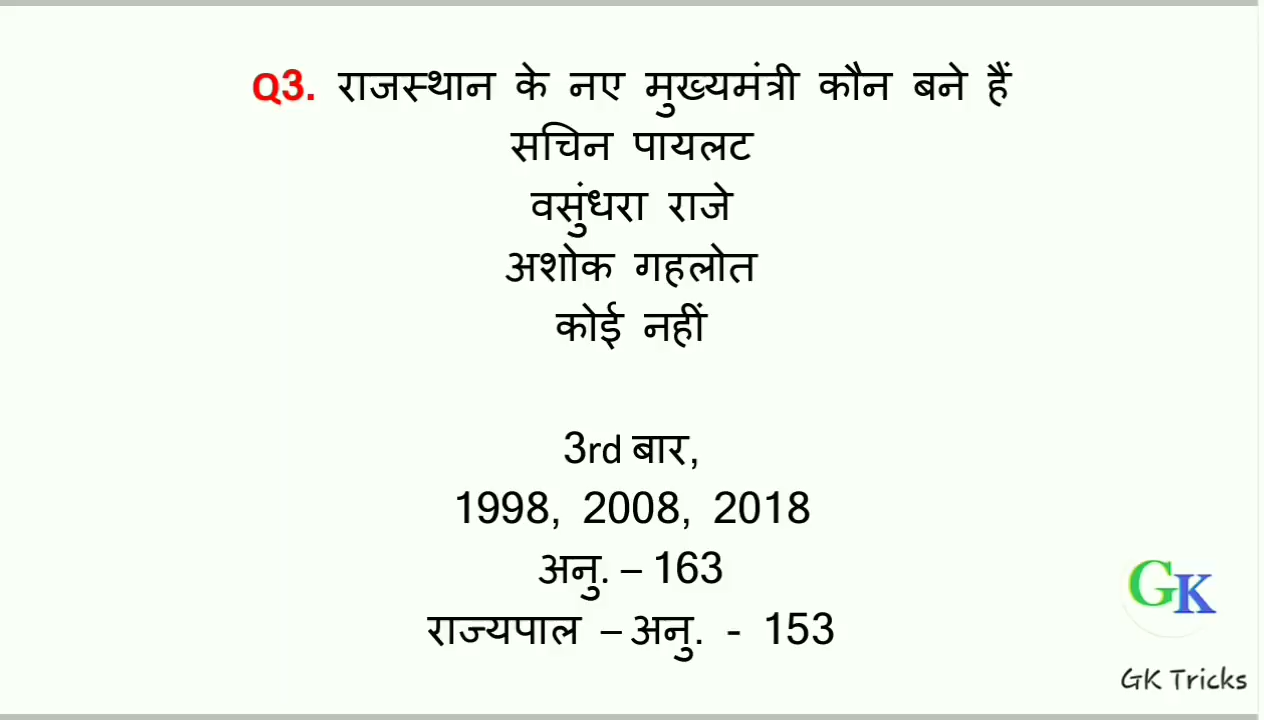 Q3. राजस्थान के नए मुख्यमंत्री कौन बने हैं
सचिन पायलट
वसुंधरा राजे
अशोक गहलोत
कोई नहीं
3rd बार,
1998, 2008, 2018
अनु. – 163
राज्यपाल – अनु. - 153
GK
GK Tricks